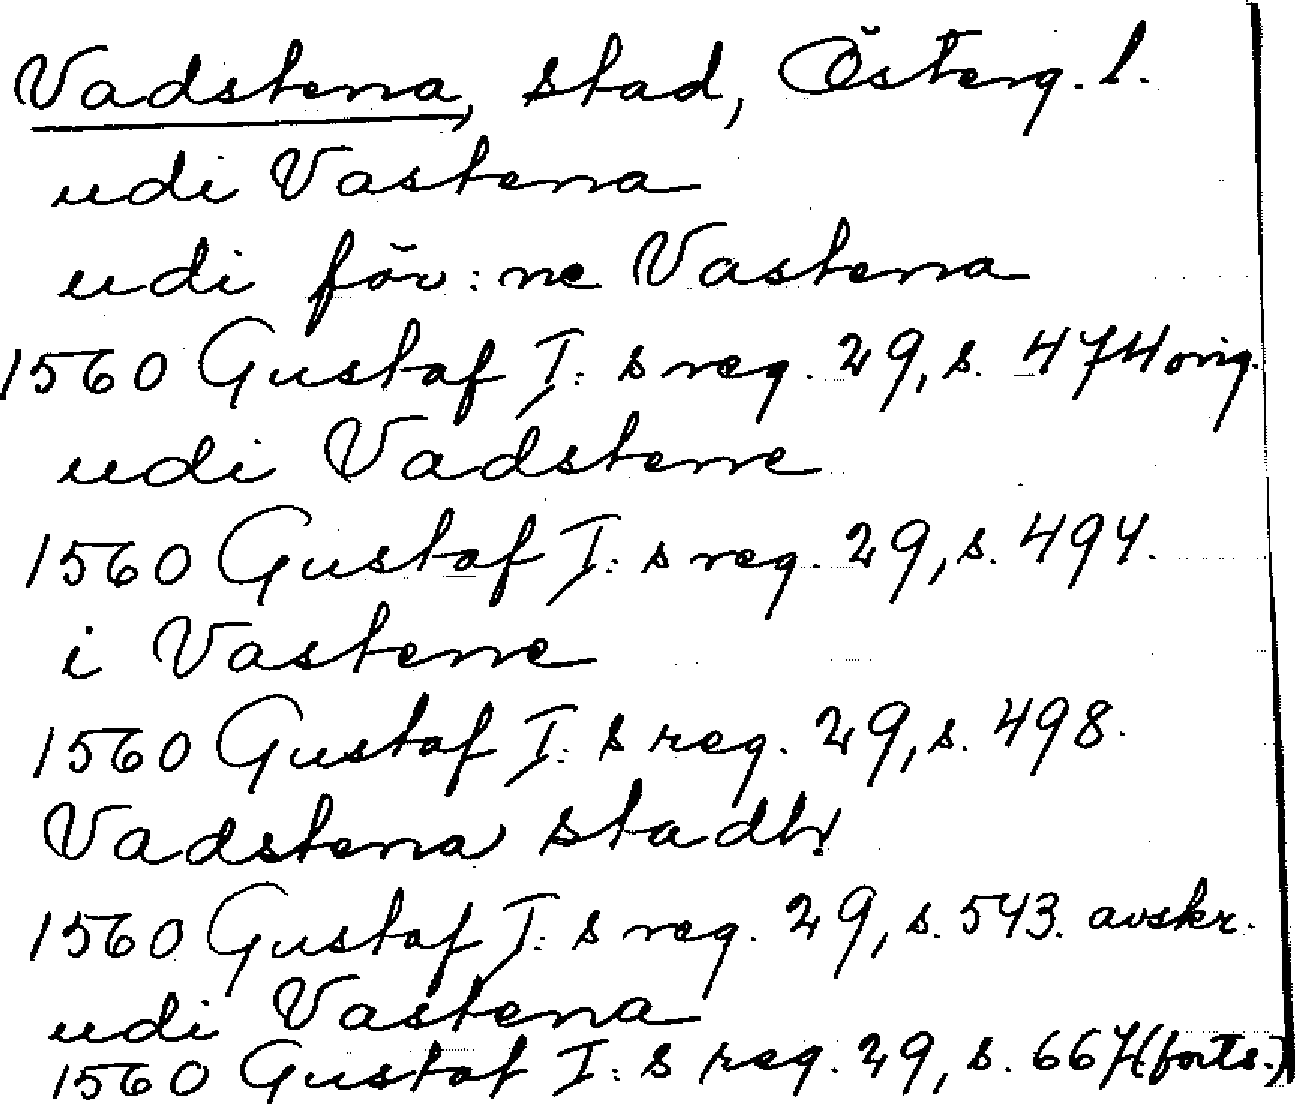 Vadstena, stad, Österg. l.
udi Vastena
udi för:ne Vastena
1560 Gustaf I:s reg. 29, s. 474 orig.
udi Vadstene
1560 Gustaf I:s reg. 29, s. 494.
i Vastene
1560 Gustaf I:s reg. 29, s. 498.
Vadstena stadh
1560 Gustaf I:s reg. 29, s. 543. avskr.
udi Vastena
1560 Gustaf I:s reg. 29, s. 667 (forts.)